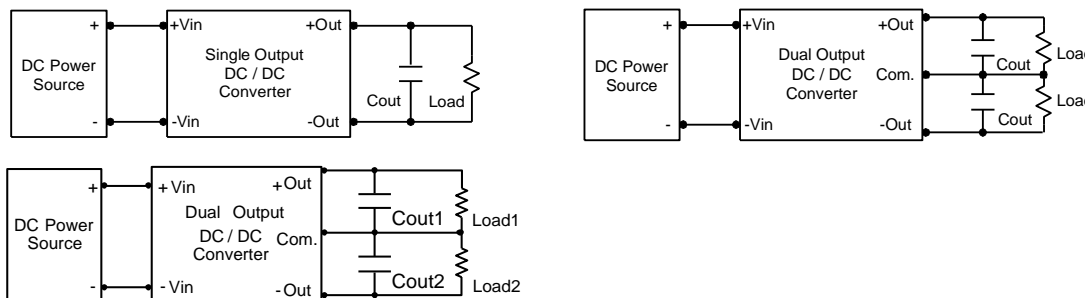 +
+Vin
+Out
DC Power
Source
Single Output
DC / DC
Converter
Cout
Load
-
-Vin
-Out
+
+Vin
+Out
DC Power
Source
Dual Output
DC / DC
Converter
Com.
Cout
Load
Cout
Load
-
-Vin
-Out
+
+Vin
+Out
DC Power
Source
Dual Output
DC / DC
Converter
Com.
Cout1
Load1
Cout2
Load2
-
-Vin
-Out